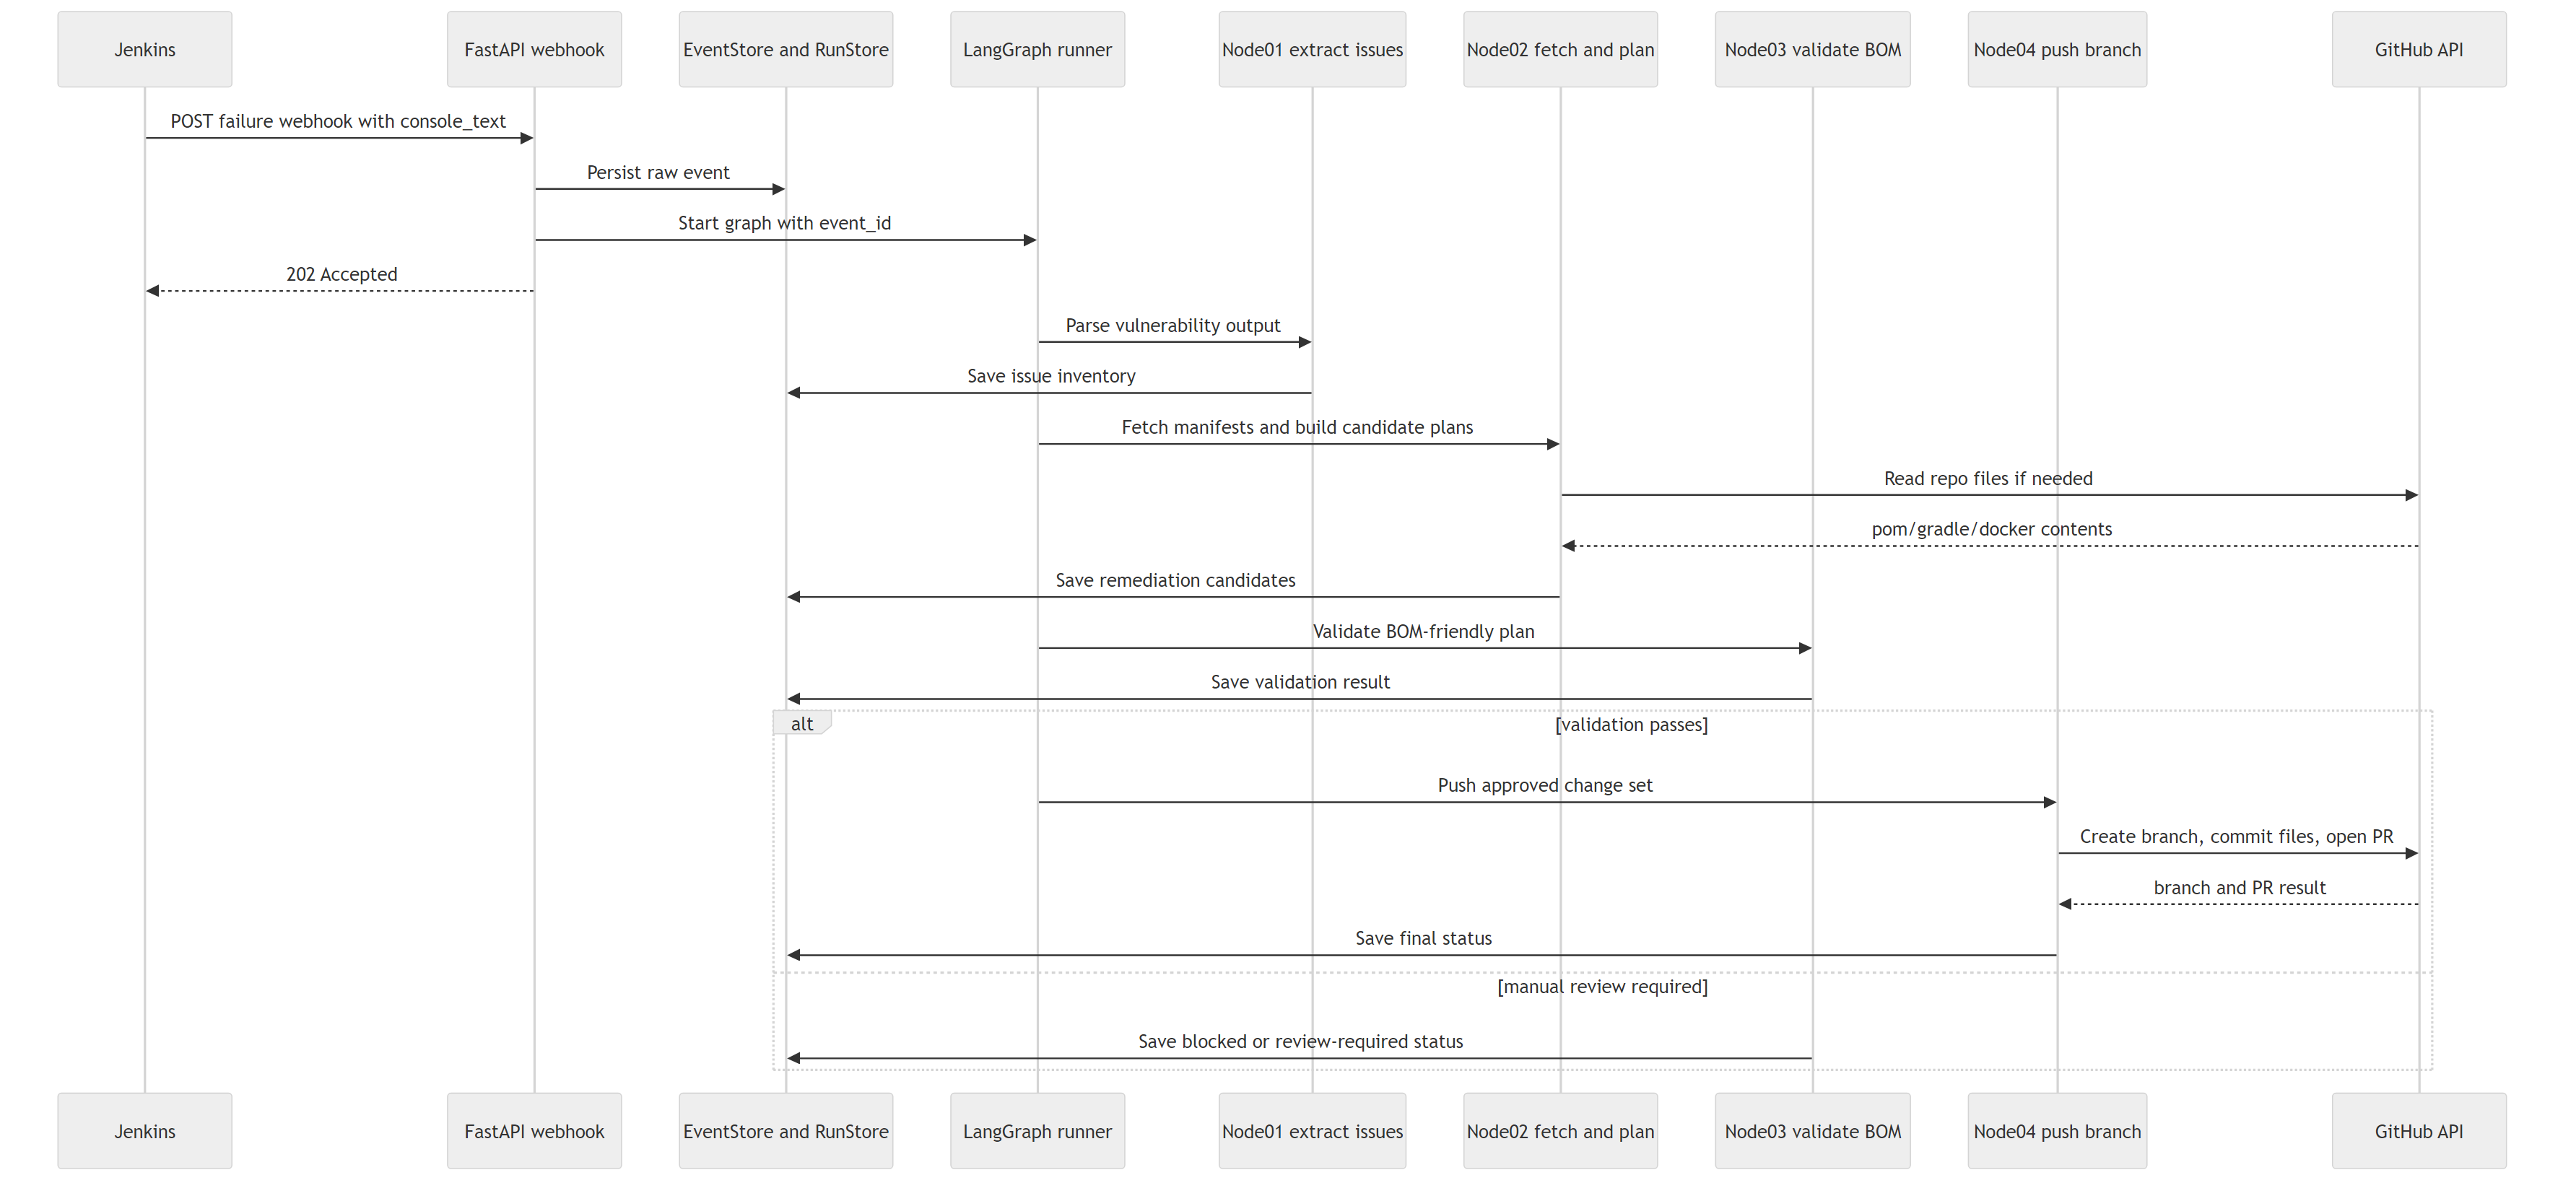 Jenkins
FastAPI webhook
EventStore and RunStore
LangGraph runner
Node01 extract issues
Node02 fetch and plan
Node03 validate BOM
Node04 push branch
GitHub API
POST failure webhook with console_text
Persist raw event
Start graph with event_id
202 Accepted
Parse vulnerability output
Save issue inventory
Fetch manifests and build candidate plans
Read repo files if needed
pom/gradle/docker contents
Save remediation candidates
Validate BOM-friendly plan
Save validation result
alt
[validation passes]
Push approved change set
Create branch, commit files, open PR
branch and PR result
Save final status
[manual review required]
Save blocked or review-required status
Jenkins
FastAPI webhook
EventStore and RunStore
LangGraph runner
Node01 extract issues
Node02 fetch and plan
Node03 validate BOM
Node04 push branch
GitHub API